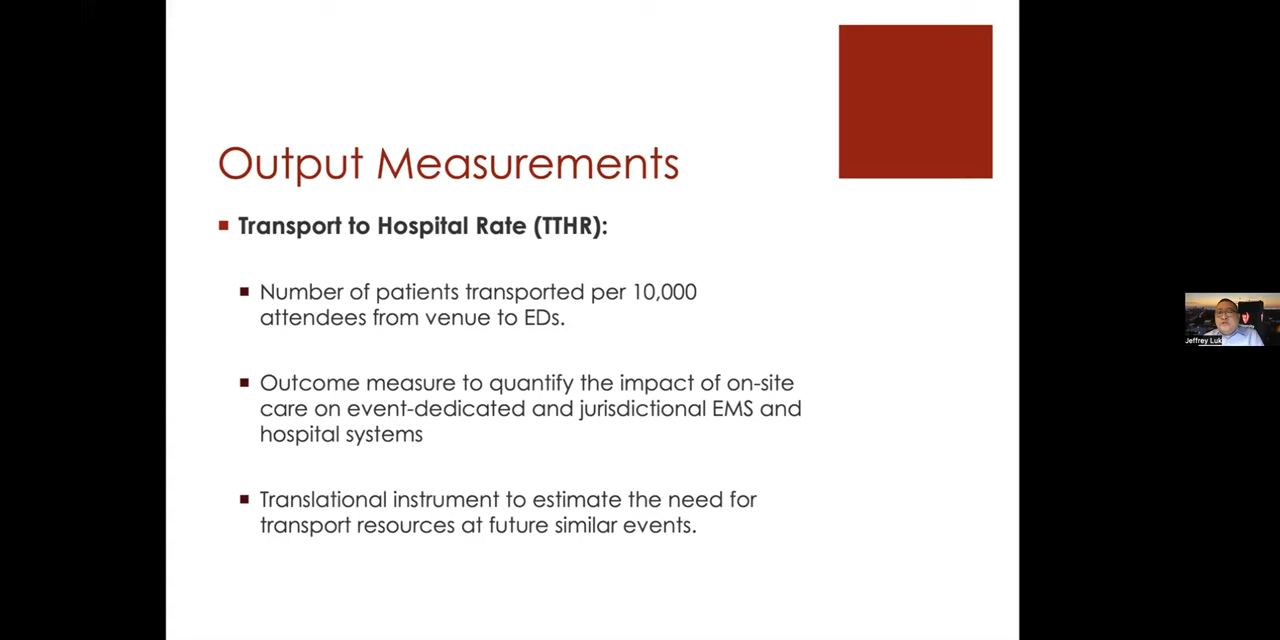 Output Measurements
Transport to Hospital Rate (TTHR):
Number of patients transported per 10,000
attendees from venue to EDs.
Outcome measure to quantify the impact of on-site
care on event-dedicated and jurisdictional EMS and
hospital systems
Translational instrument to estimate the need for
transport resources at future similar events.
Jeffrey